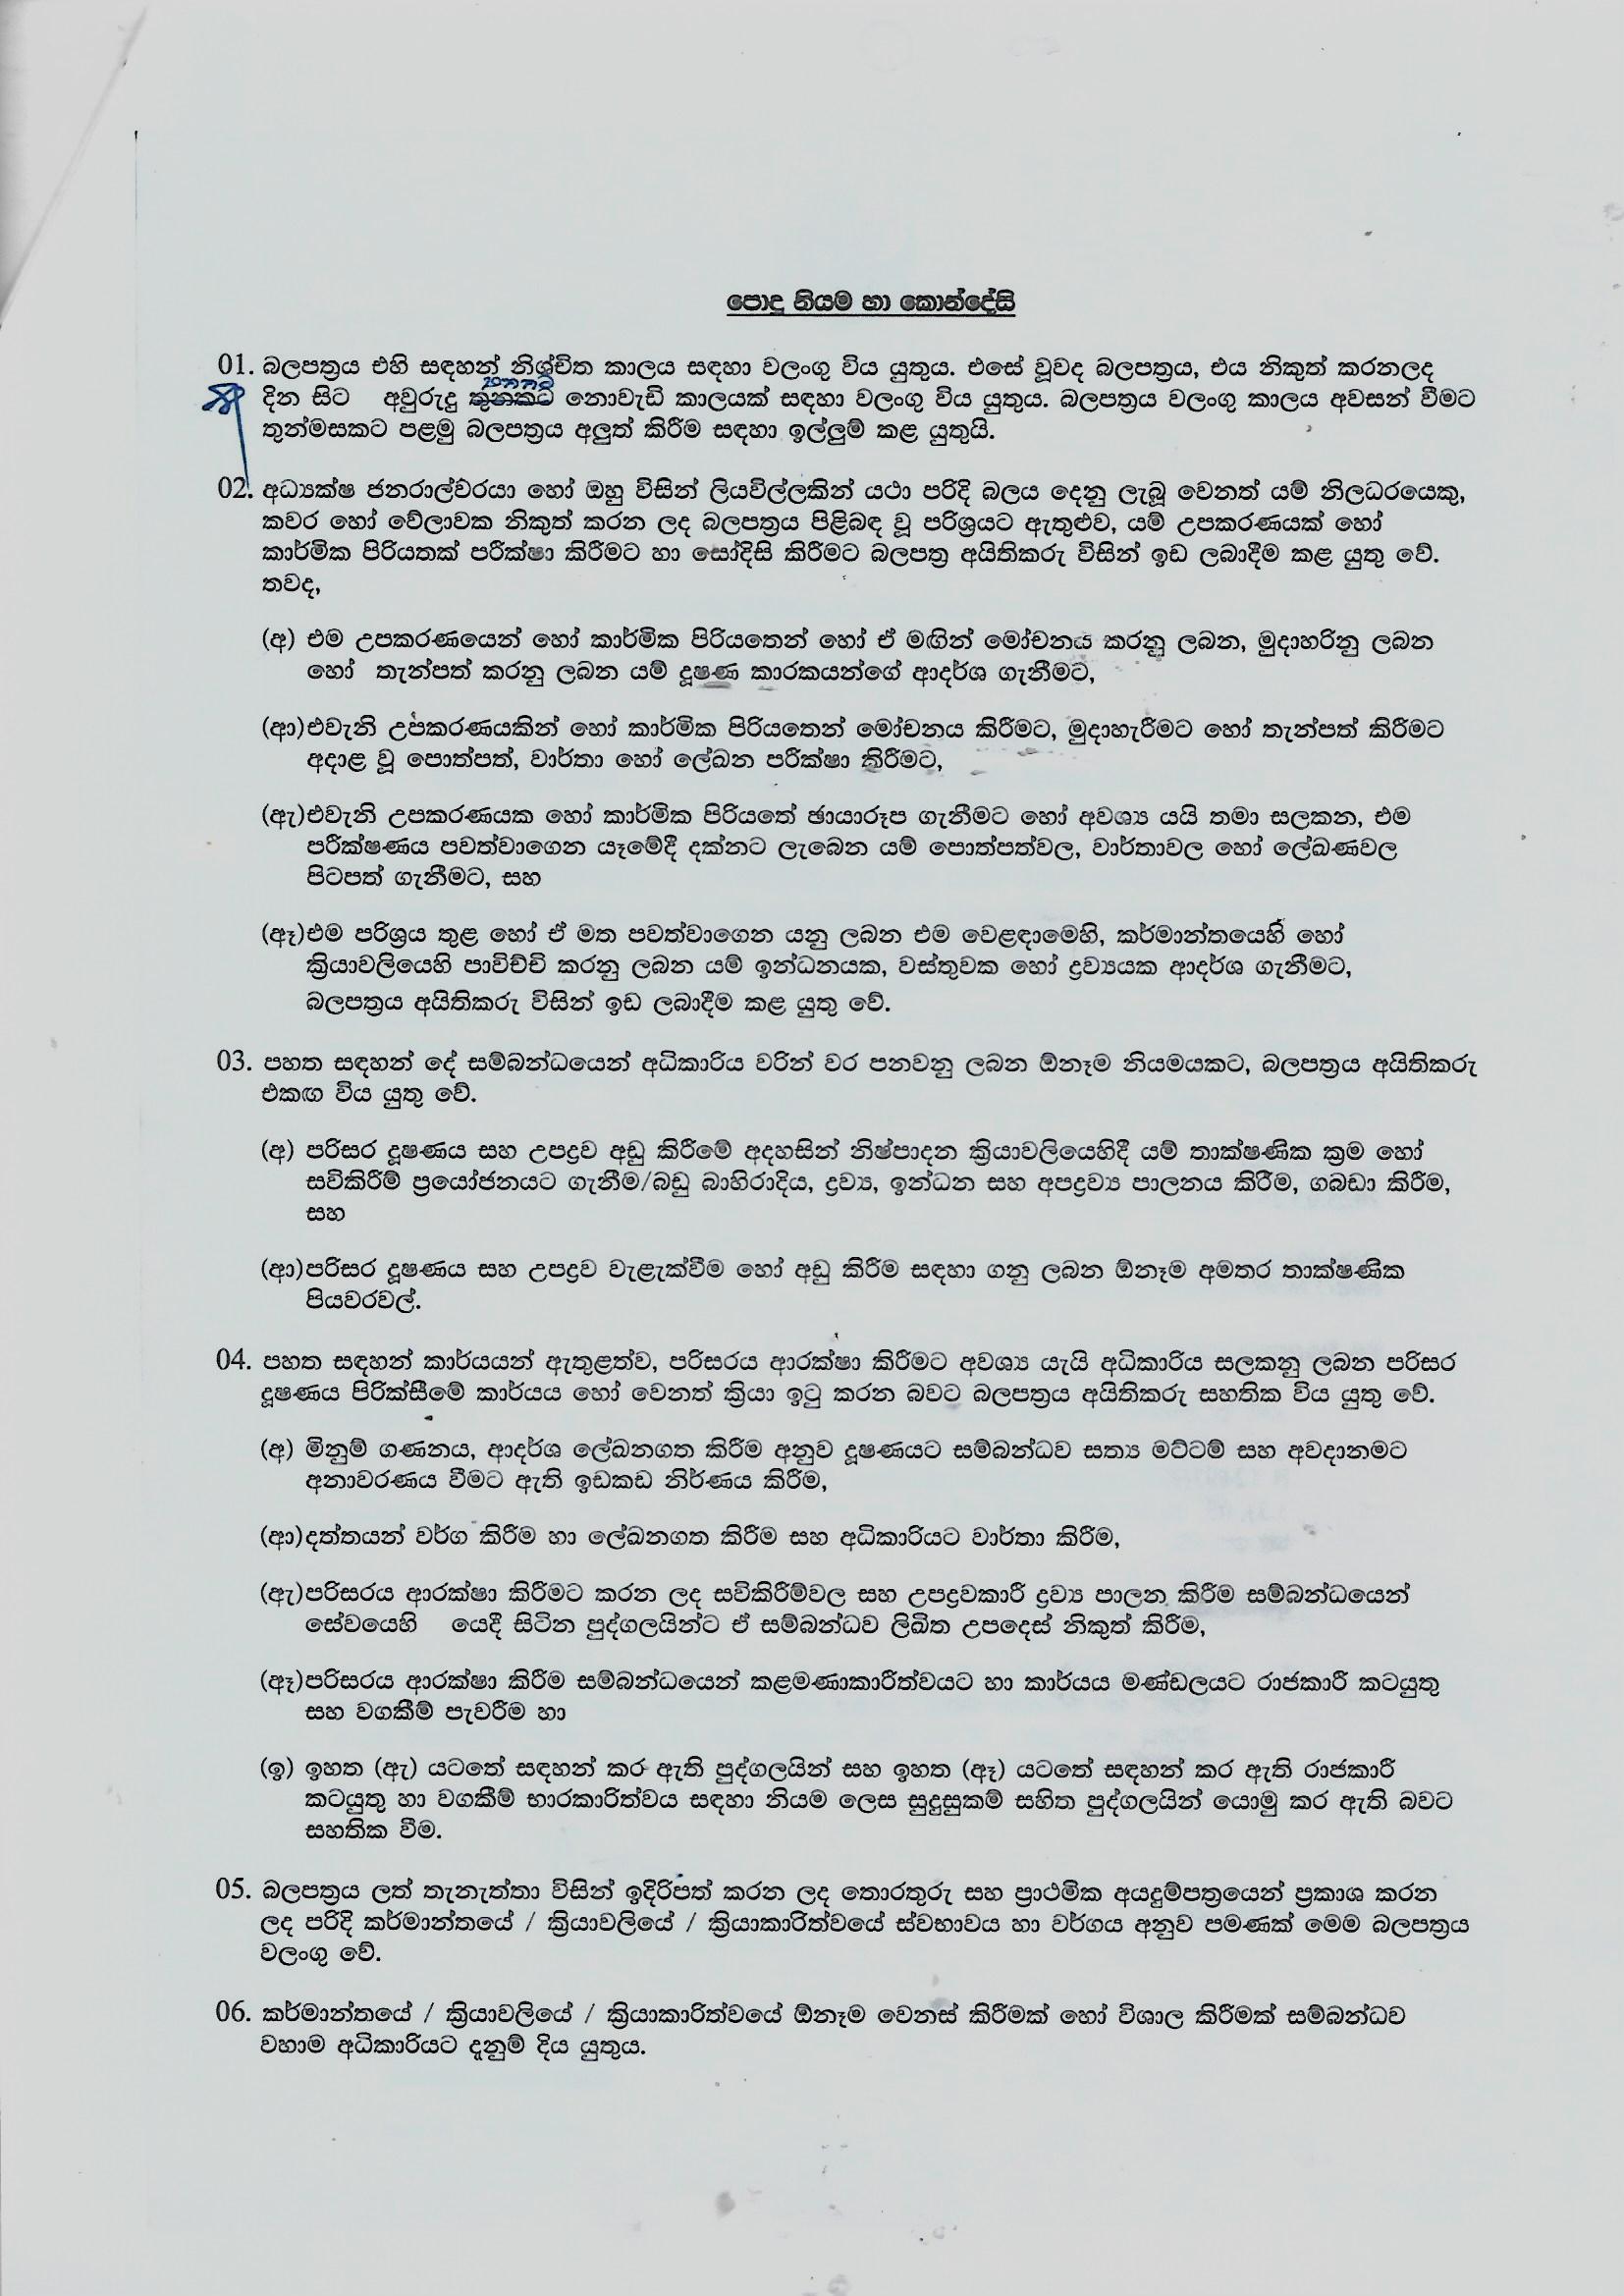 පොදු නියම හා කොන්දේසි
01. බලපත්‍රය එහි සඳහන් නිශ්චිත කාලය සඳහා වලංගු විය යුතුය. එසේ වූවද බලපත්‍රය, එය නිකුත් කරනලද
දින සිට අවුරුදු තුනකට නොවැඩි කාලයක් සඳහා වලංගු විය යුතුය. බලපත්‍රය වලංගු කාලය අවසන් වීමට
තුන්මසකට පළමු බලපත්‍රය අලුත් කිරීම සඳහා ඉල්ලුම් කළ යුතුයි.
02. අධ්‍යක්ෂ ජනරාල්වරයා හෝ ඔහු විසින් ලියවිල්ලකින් යථා පරිදි බලය දෙනු ලැබූ වෙනත් යම් නිලධරයෙකු,
කවර හෝ වේලාවක නිකුත් කරන ලද බලපත්‍රය පිළිබඳ වූ පරිශ්‍රයට ඇතුළුව, යම් උපකරණයක් හෝ
කාර්මික පිරියතක් පරීක්ෂා කිරීමට හා සෝදිසි කිරීමට බලපත්‍ර අයිතිකරු විසින් ඉඩ ලබාදීම කළ යුතු වේ.
තවද,
(අ) එම උපකරණයෙන් හෝ කාර්මික පිරියතෙන් හෝ ඒ මඟින් මෝචනය කරනු ලබන, මුදාහරිනු ලබන
හෝ තැන්පත් කරනු ලබන යම් දූෂණ කාරකයන්ගේ ආදර්ශ ගැනීමට,
(ආ) එවැනි උපකරණයකින් හෝ කාර්මික පිරියතෙන් මෝචනය කිරීමට, මුදාහැරීමට හෝ තැන්පත් කිරීමට
අදාළ වූ පොත්පත්, වාර්තා හෝ ලේඛන පරීක්ෂා කිරීමට,
(ඇ) එවැනි උපකරණයක හෝ කාර්මික පිරියතේ ඡායාරූප ගැනීමට හෝ අවශ්‍ය යයි තමා සලකන, එම
පරීක්ෂණය පවත්වාගෙන යෑමේදී දක්නට ලැබෙන යම් පොත්පත්වල, වාර්තාවල හෝ ලේඛණවල
පිටපත් ගැනීමට, සහ
(ඈ) එම පරිශ්‍රය තුළ හෝ ඒ මත පවත්වාගෙන යනු ලබන එම වෙළඳාමෙහි, කර්මාන්තයෙහි හෝ
ක්‍රියාවලියෙහි පාවිච්චි කරනු ලබන යම් ඉන්ධනයක, වස්තුවක හෝ ද්‍රව්‍යයක ආදර්ශ ගැනීමට,
බලපත්‍රය අයිතිකරු විසින් ඉඩ ලබාදීම කළ යුතු වේ.
03. පහත සඳහන් දේ සම්බන්ධයෙන් අධිකාරිය වරින් වර පනවනු ලබන ඕනෑම නියමයකට, බලපත්‍රය අයිතිකරු
එකඟ විය යුතු වේ.
(අ) පරිසර දූෂණය සහ උපද්‍රව අඩු කිරීමේ අදහසින් නිෂ්පාදන ක්‍රියාවලියෙහිදී යම් තාක්ෂණික ක්‍රම හෝ
සවිකිරීම් ප්‍රයෝජනයට ගැනීම/බඩු බාහිරාදිය, ද්‍රව්‍ය, ඉන්ධන සහ අපද්‍රව්‍ය පාලනය කිරීම, ගබඩා කිරීම,
සහ
(ආ) පරිසර දූෂණය සහ උපද්‍රව වැළැක්වීම හෝ අඩු කිරීම සඳහා ගනු ලබන ඕනෑම අමතර තාක්ෂණික
පියවරවල්.
04. පහත සඳහන් කාර්යයන් ඇතුළත්ව, පරිසරය ආරක්ෂා කිරීමට අවශ්‍ය යැයි අධිකාරිය සලකනු ලබන පරිසර
දූෂණය පිරික්සීමේ කාර්යය හෝ වෙනත් ක්‍රියා ඉටු කරන බවට බලපත්‍රය අයිතිකරු සහතික විය යුතු වේ.
(අ) මිනුම් ගණනය, ආදර්ශ ලේඛනගත කිරීම අනුව දූෂණයට සම්බන්ධව සත්‍ය මට්ටම් සහ අවදානමට
අනාවරණය වීමට ඇති ඉඩකඩ නිර්ණය කිරීම,
(ආ) දත්තයන් වර්ග කිරීම හා ලේඛනගත කිරීම සහ අධිකාරියට වාර්තා කිරීම,
(ඇ) පරිසරය ආරක්ෂා කිරීමට කරන ලද සවිකිරීම්වල සහ උපද්‍රවකාරී ද්‍රව්‍ය පාලන කිරීම සම්බන්ධයෙන්
සේවයෙහි යෙදී සිටින පුද්ගලයින්ට ඒ සම්බන්ධව ලිඛිත උපදෙස් නිකුත් කිරීම,
(ඈ) පරිසරය ආරක්ෂා කිරීම සම්බන්ධයෙන් කළමණාකාරීත්වයට හා කාර්යය මණ්ඩලයට රාජකාරී කටයුතු
සහ වගකීම් පැවරීම හා
(ඉ) ඉහත (ඇ) යටතේ සඳහන් කර ඇති පුද්ගලයින් සහ ඉහත (ඈ) යටතේ සඳහන් කර ඇති රාජකාරී
කටයුතු හා වගකීම් භාරකාරිත්වය සඳහා නියම ලෙස සුදුසුකම් සහිත පුද්ගලයින් යොමු කර ඇති බවට
සහතික වීම.
05. බලපත්‍රය ලත් තැනැත්තා විසින් ඉදිරිපත් කරන ලද තොරතුරු සහ ප්‍රාථමික අයදුම්පත්‍රයෙන් ප්‍රකාශ කරන
ලද පරිදි කර්මාන්තයේ / ක්‍රියාවලියේ / ක්‍රියාකාරිත්වයේ ස්වභාවය හා වර්ගය අනුව පමණක් මෙම බලපත්‍රය
වලංගු වේ.
06. කර්මාන්තයේ / ක්‍රියාවලියේ / ක්‍රියාකාරිත්වයේ ඕනෑම වෙනස් කිරීමක් හෝ විශාල කිරීමක් සම්බන්ධව
වහාම අධිකාරියට දැනුම් දිය යුතුය.